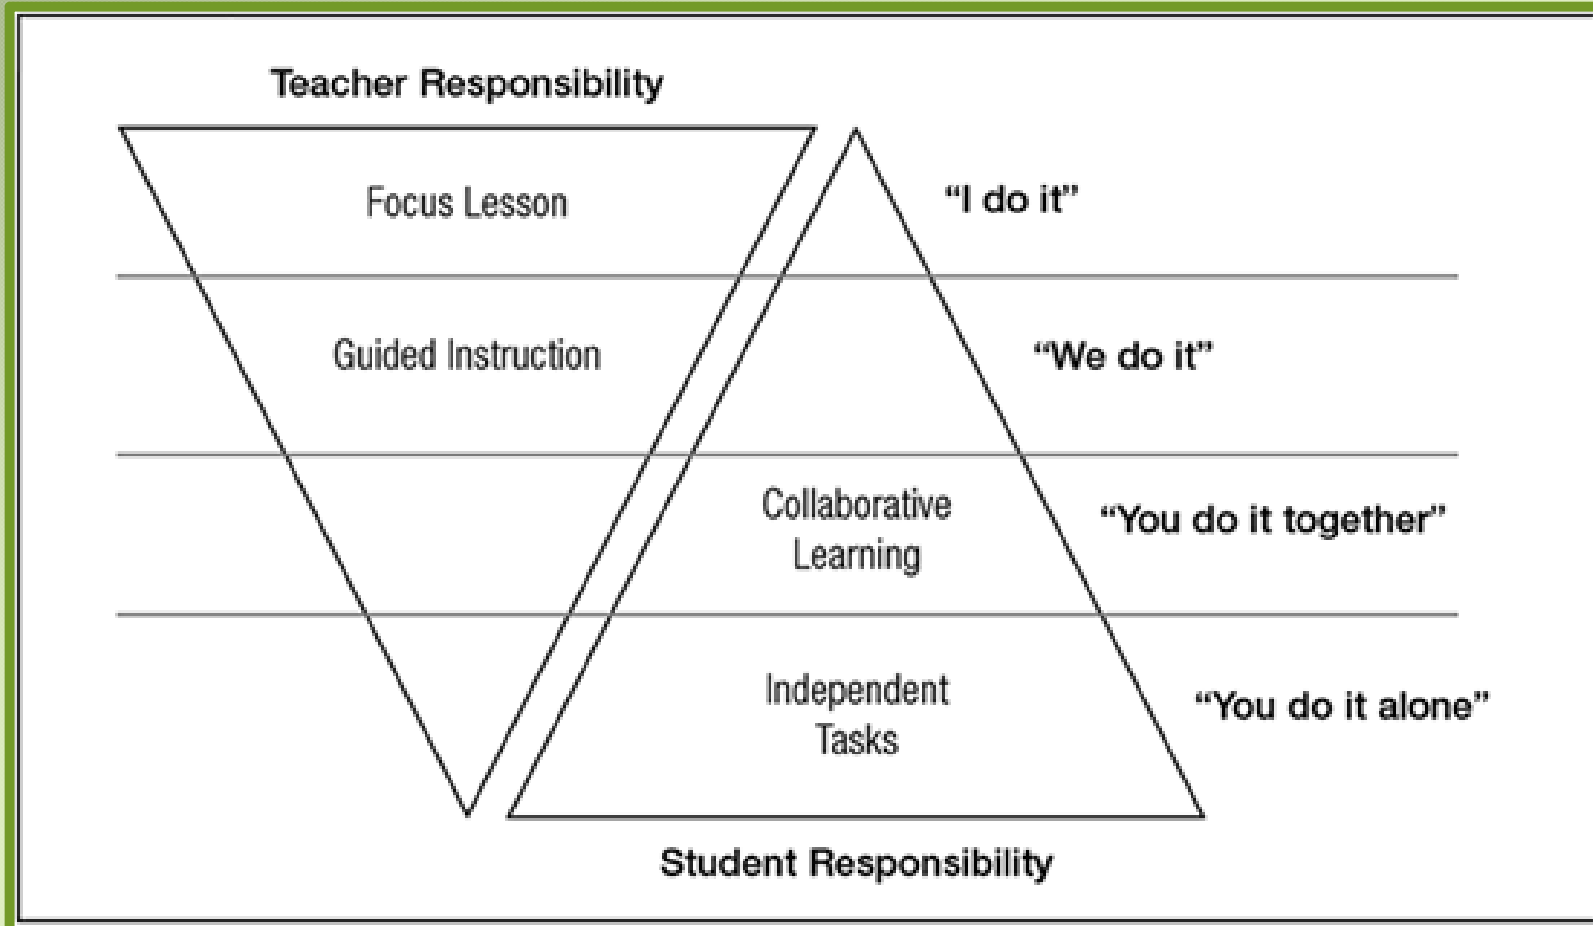 Teacher Responsibility
Focus Lesson
“I do it”
Guided Instruction
“We do it”
Collaborative
Learning
“You do it together”
Independent
Tasks
“You do it alone”
Student Responsibility